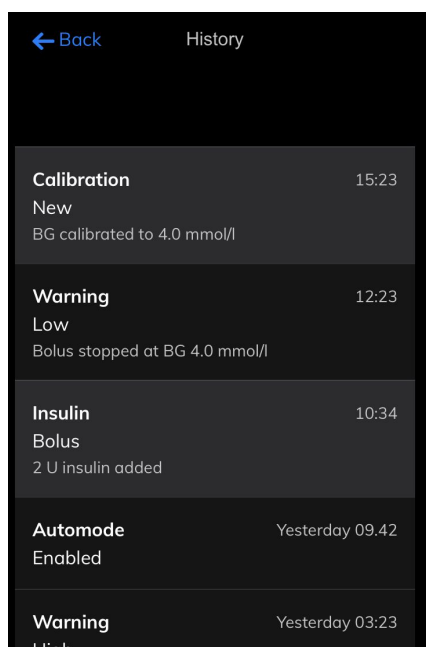 Back
History
Calibration 15:23
New
BG calibrated to 4.0 mmol/l
Warning 12:23
Low
Bolus stopped at BG 4.0 mmol/l
Insulin 10:34
Bolus
2 U insulin added
Automode Yesterday 09.42
Enabled
Warning Yesterday 03:23